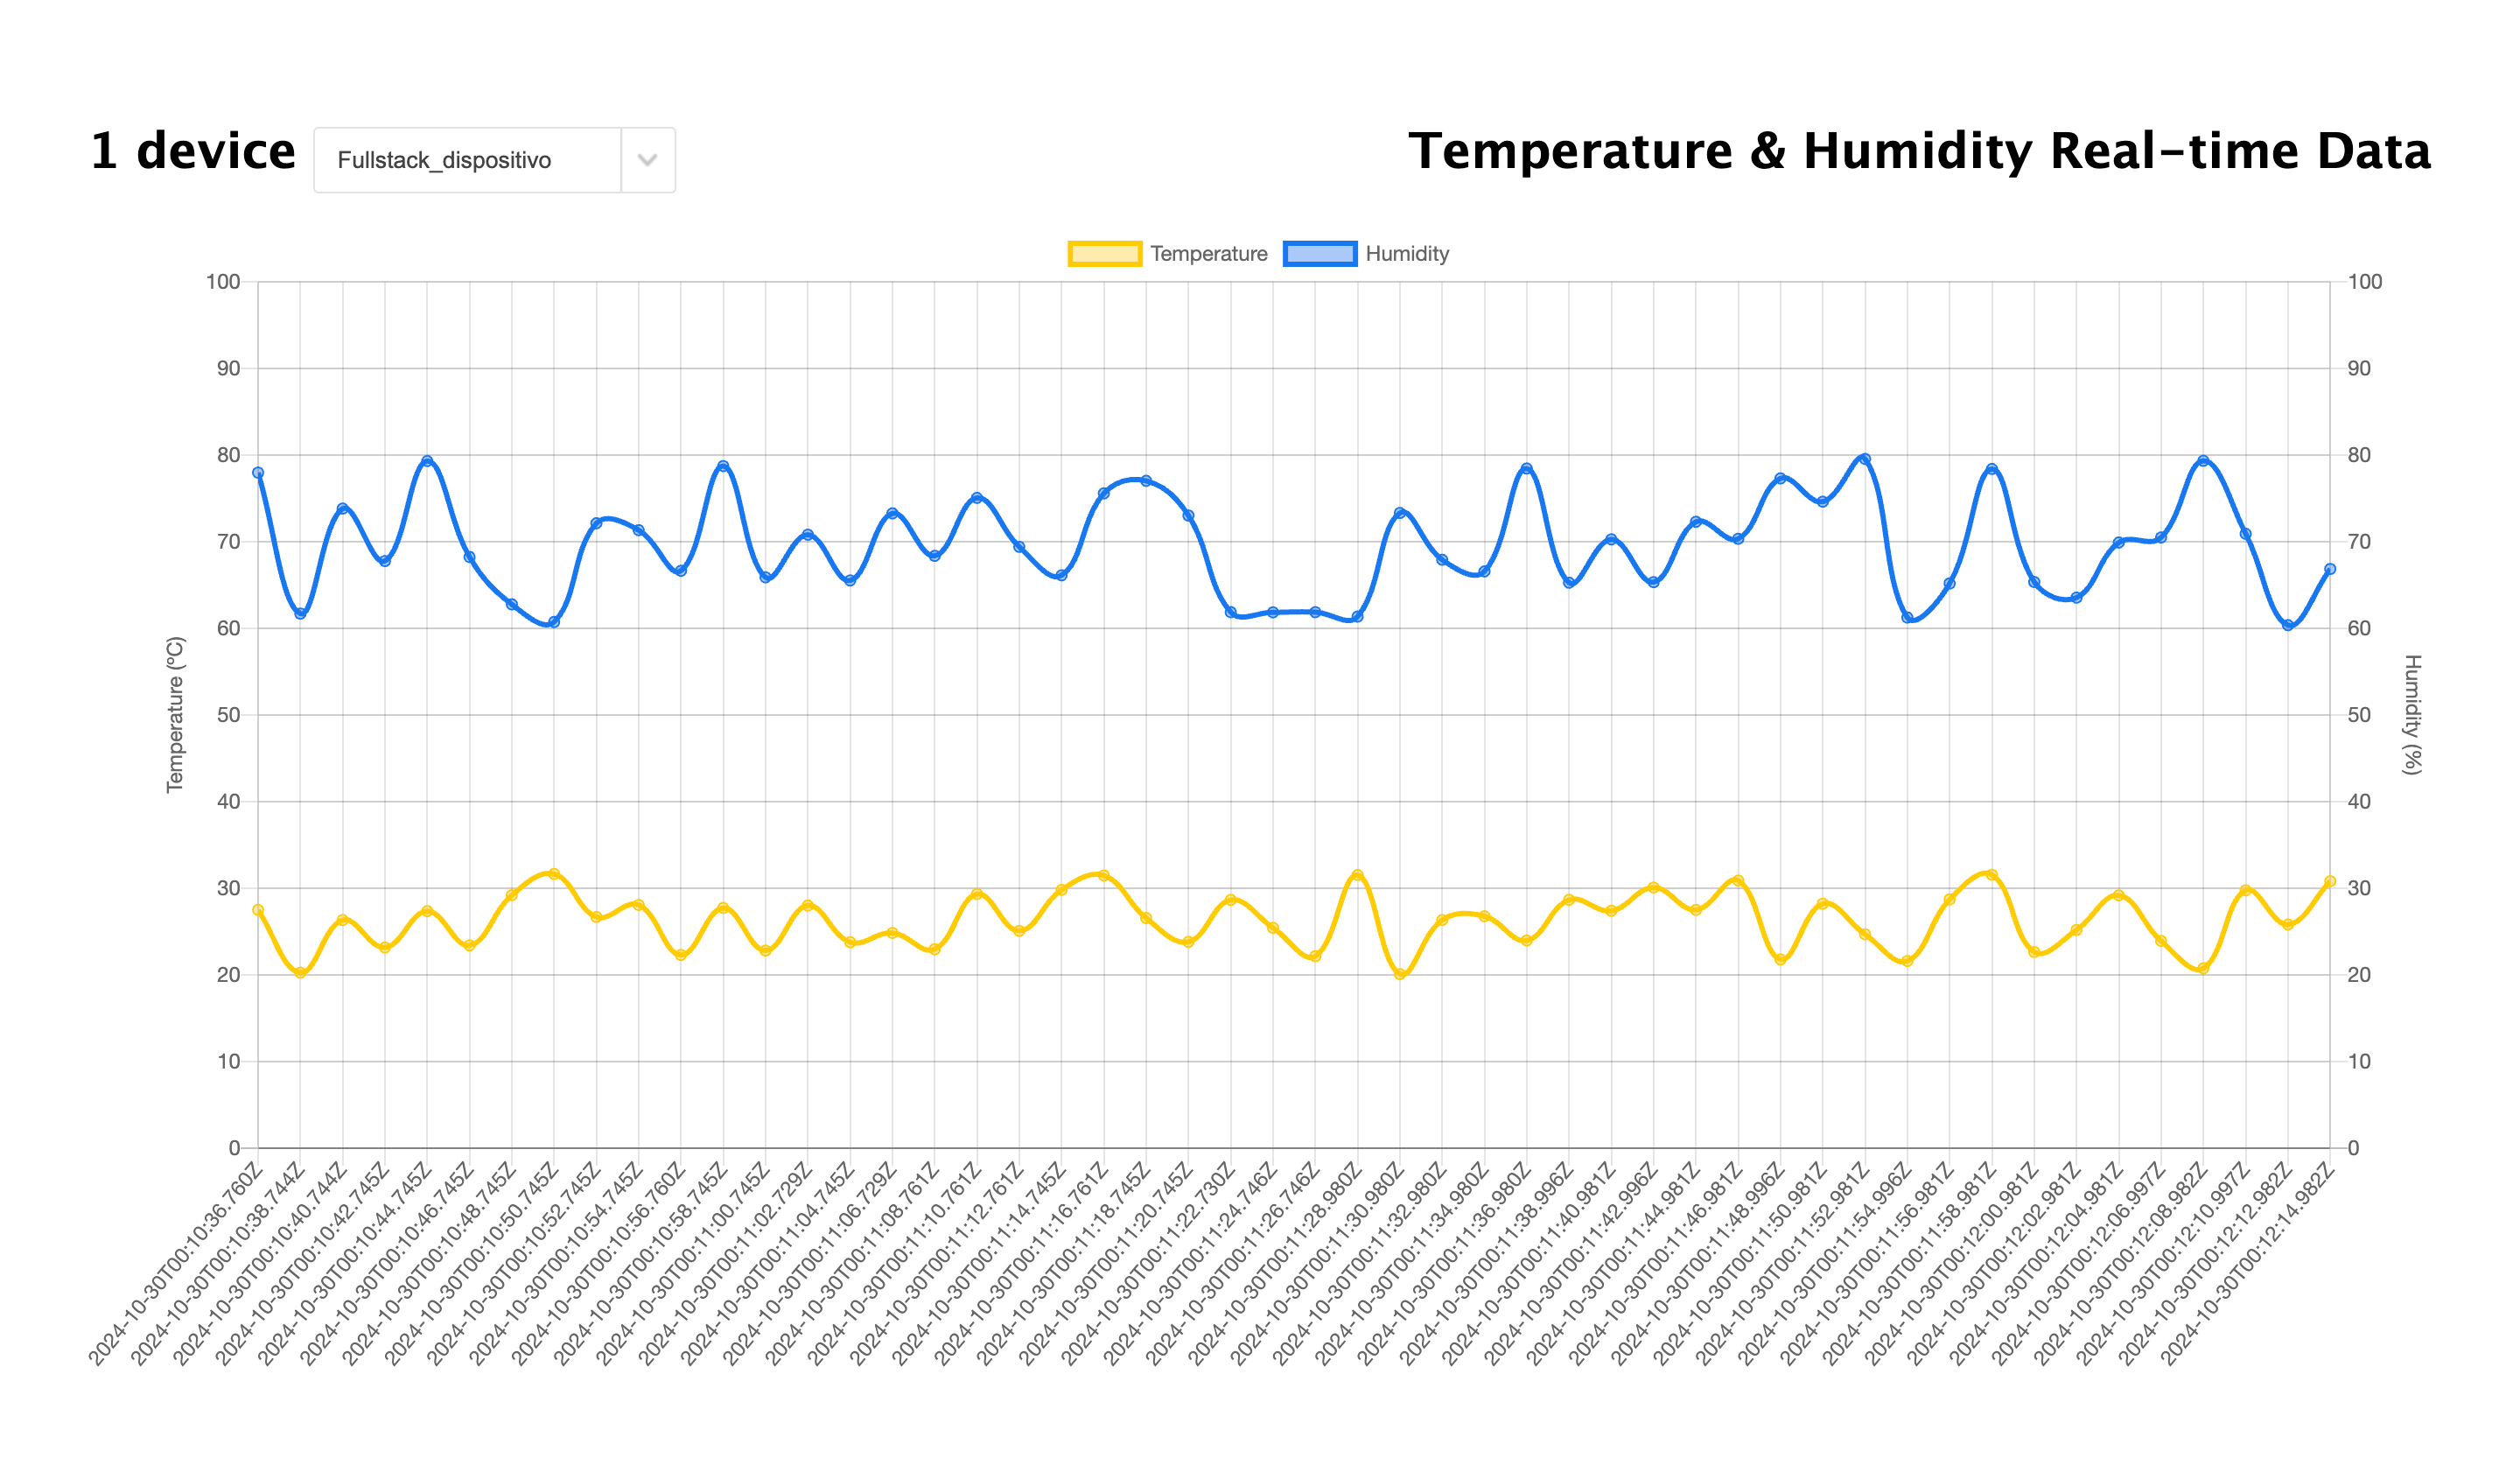 1 device
Fullstack_dispositivo
Temperature & Humidity Real-time Data
Temperature
Humidity
100
90
80
70
60
50
40
30
20
10
0
Temperature (ºC)
100
90
80
70
60
50
40
30
20
10
0
Humidity (%)
2024-10-30T00:10:36.760Z
2024-10-30T00:10:38.744Z
2024-10-30T00:10:40.744Z
2024-10-30T00:10:42.745Z
2024-10-30T00:10:44.745Z
2024-10-30T00:10:46.745Z
2024-10-30T00:10:48.745Z
2024-10-30T00:10:50.745Z
2024-10-30T00:10:52.745Z
2024-10-30T00:10:54.745Z
2024-10-30T00:10:56.760Z
2024-10-30T00:10:58.745Z
2024-10-30T00:11:00.745Z
2024-10-30T00:11:02.729Z
2024-10-30T00:11:04.745Z
2024-10-30T00:11:06.729Z
2024-10-30T00:11:08.761Z
2024-10-30T00:11:10.761Z
2024-10-30T00:11:12.761Z
2024-10-30T00:11:14.745Z
2024-10-30T00:11:16.761Z
2024-10-30T00:11:18.745Z
2024-10-30T00:11:20.745Z
2024-10-30T00:11:22.730Z
2024-10-30T00:11:24.746Z
2024-10-30T00:11:26.746Z
2024-10-30T00:11:28.980Z
2024-10-30T00:11:30.980Z
2024-10-30T00:11:32.980Z
2024-10-30T00:11:34.980Z
2024-10-30T00:11:36.980Z
2024-10-30T00:11:38.996Z
2024-10-30T00:11:40.981Z
2024-10-30T00:11:42.996Z
2024-10-30T00:11:44.981Z
2024-10-30T00:11:46.981Z
2024-10-30T00:11:48.996Z
2024-10-30T00:11:50.981Z
2024-10-30T00:11:52.981Z
2024-10-30T00:11:54.996Z
2024-10-30T00:11:56.981Z
2024-10-30T00:11:58.981Z
2024-10-30T00:12:00.981Z
2024-10-30T00:12:02.981Z
2024-10-30T00:12:04.981Z
2024-10-30T00:12:06.997Z
2024-10-30T00:12:08.982Z
2024-10-30T00:12:10.997Z
2024-10-30T00:12:12.982Z
2024-10-30T00:12:14.982Z